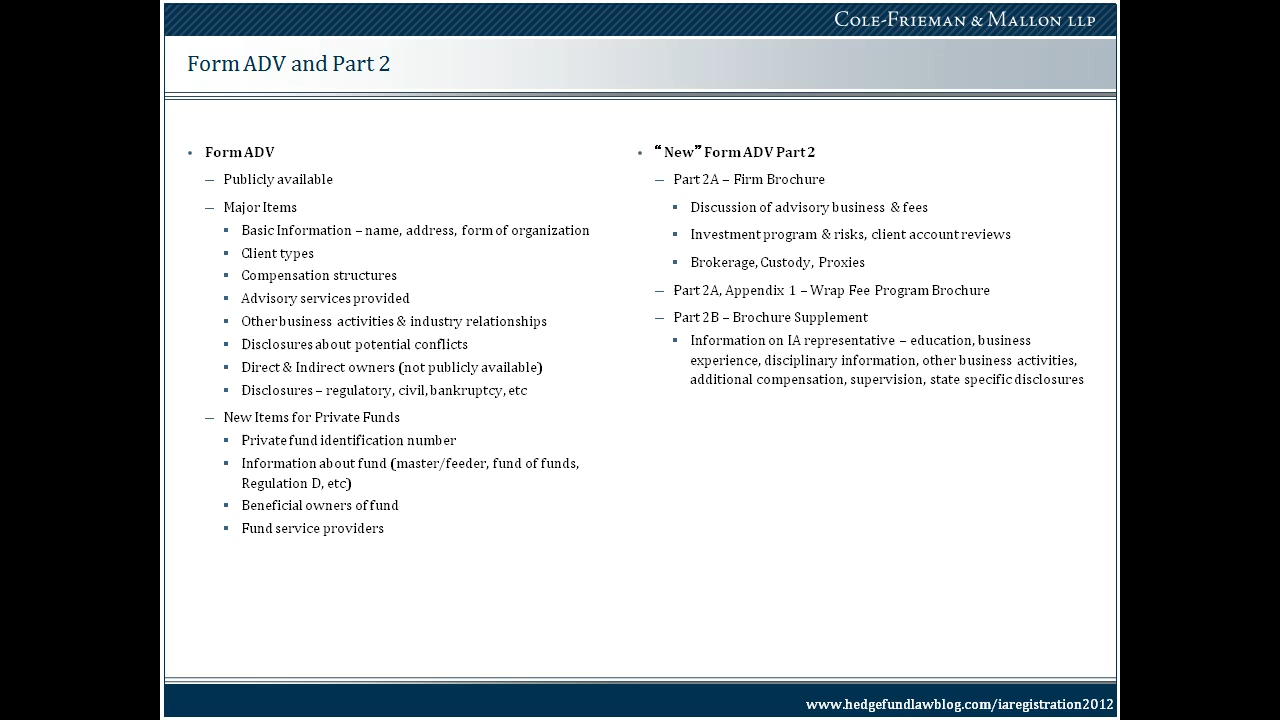 COLE-FRIEMAN & MALLON LLP
Form ADV and Part 2
• Form ADV
– Publicly available
– Major Items
▪ Basic Information – name, address, form of organization
▪ Client types
▪ Compensation structures
▪ Advisory services provided
▪ Other business activities & industry relationships
▪ Disclosures about potential conflicts
▪ Direct & Indirect owners (not publicly available)
▪ Disclosures – regulatory, civil, bankruptcy, etc
– New Items for Private Funds
▪ Private fund identification number
▪ Information about fund (master/feeder, fund of funds,
Regulation D, etc)
▪ Beneficial owners of fund
▪ Fund service providers
• “New” Form ADV Part 2
– Part 2A – Firm Brochure
▪ Discussion of advisory business & fees
▪ Investment program & risks, client account reviews
▪ Brokerage, Custody, Proxies
– Part 2A, Appendix 1 – Wrap Fee Program Brochure
– Part 2B – Brochure Supplement
▪ Information on IA representative – education, business
experience, disciplinary information, other business activities,
additional compensation, supervision, state specific disclosures
www.hedgefundlawblog.com/iaregistration2012